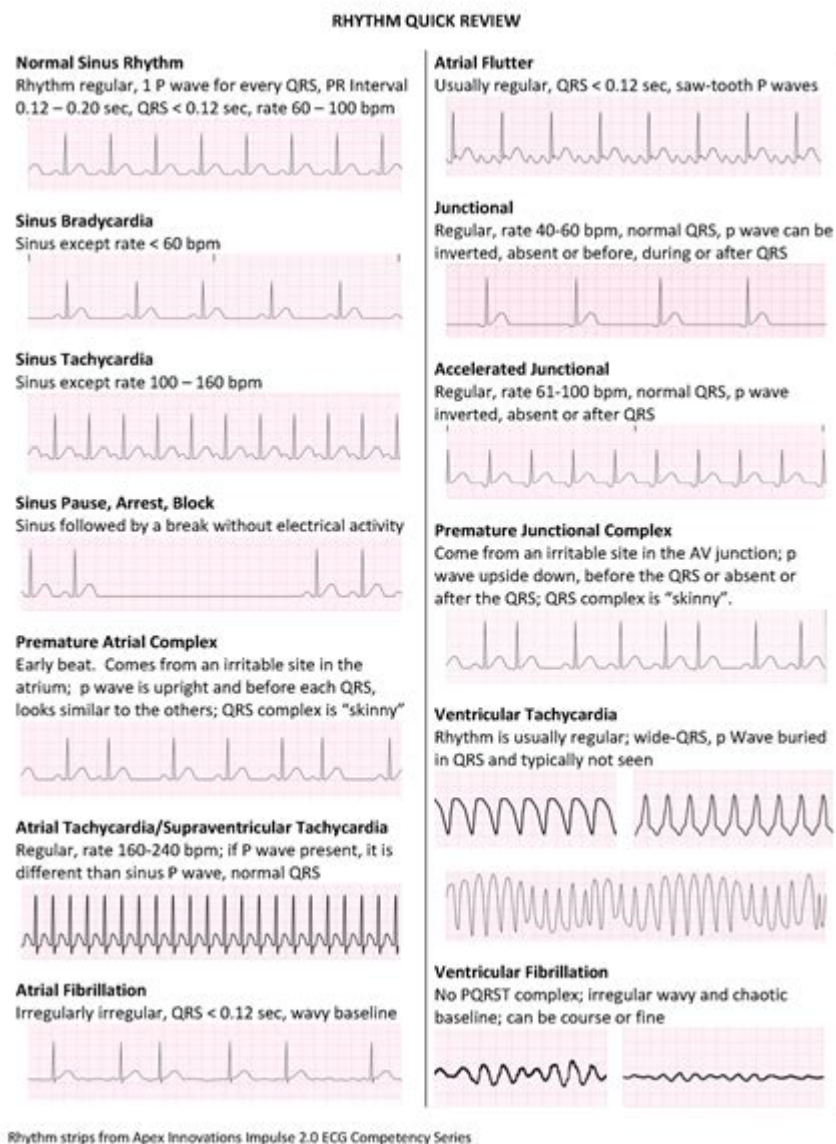 RHYTHM QUICK REVIEW
Normal Sinus Rhythm
Rhythm regular, 1 P wave for every QRS, PR Interval
0.12 – 0.20 sec, QRS < 0.12 sec, rate 60 – 100 bpm
Sinus Bradycardia
Sinus except rate < 60 bpm
Sinus Tachycardia
Sinus except rate 100 – 160 bpm
Sinus Pause, Arrest, Block
Sinus followed by a break without electrical activity
Premature Atrial Complex
Early beat.  Comes from an irritable site in the
atrium;  p wave is upright and before each QRS,
looks similar to the others; QRS complex is “skinny”
Atrial Tachycardia/Supraventricular Tachycardia
Regular, rate 160-240 bpm; if P wave present, it is
different than sinus P wave, normal QRS
Atrial Fibrillation
Irregularly irregular, QRS < 0.12 sec, wavy baseline
Atrial Flutter
Usually regular, QRS < 0.12 sec, saw-tooth P waves
Junctional
Regular, rate 40-60 bpm, normal QRS, p wave can be
inverted, absent or before, during or after QRS
Accelerated Junctional
Regular, rate 61-100 bpm, normal QRS, p wave
inverted, absent or after QRS
Premature Junctional Complex
Come from an irritable site in the AV junction; p
wave upside down, before the QRS or absent or
after the QRS; QRS complex is “skinny”.
Ventricular Tachycardia
Rhythm is usually regular; wide-QRS, p Wave buried
in QRS and typically not seen
Ventricular Fibrillation
No PQRST complex; irregular wavy and chaotic
baseline; can be course or fine
Rhythm strips from Apex Innovations Impulse 2.0 ECG Competency Series